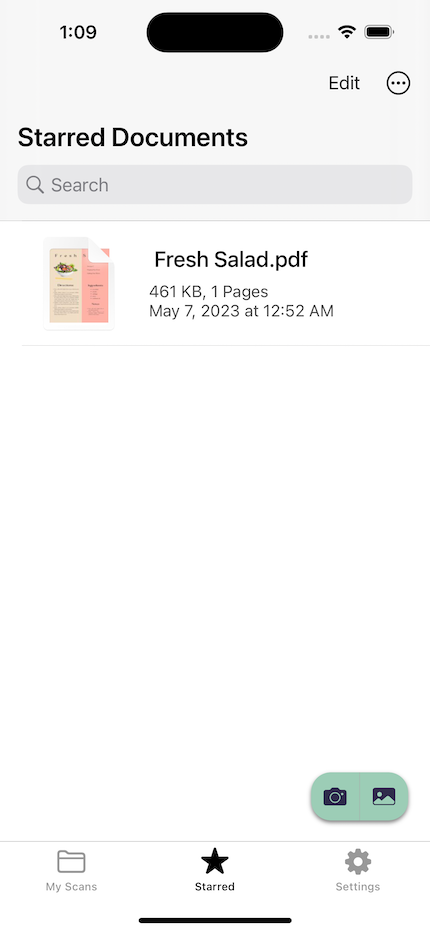 1:09
Edit
Starred Documents
Search
Fresh Salad.pdf
461 KB, 1 Pages
May 7, 2023 at 12:52 AM
My Scans
Starred
Settings